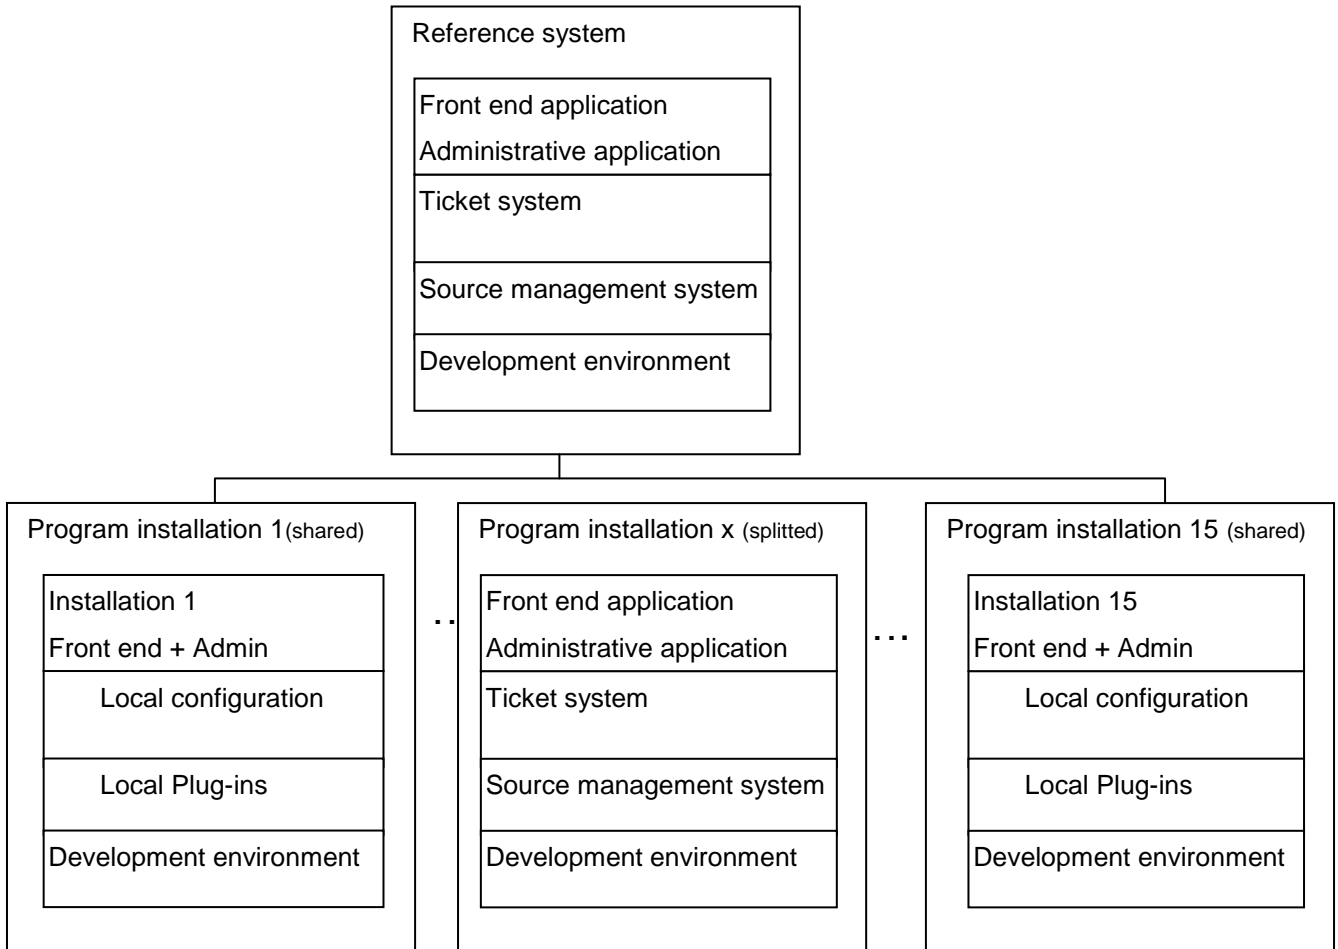 Reference system
Front end application
Administrative application
Ticket system
Source management system
Development environment
Program installation 1(shared)
Installation 1
Front end + Admin
Local configuration
Local Plug-ins
Development environment
..
Program installation x (splitted)
Front end application
Administrative application
Ticket system
Source management system
Development environment
...
Program installation 15 (shared)
Installation 15
Front end + Admin
Local configuration
Local Plug-ins
Development environment